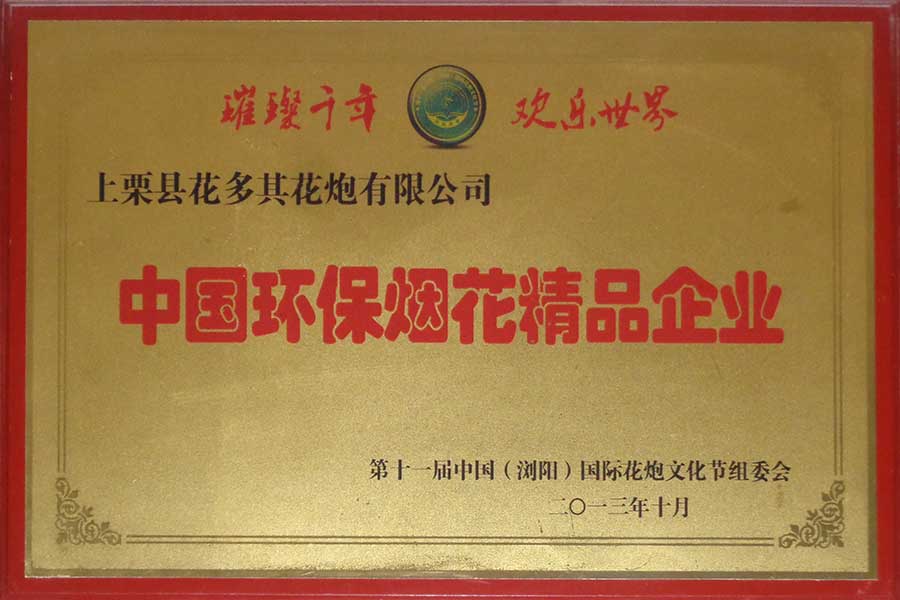 璀璨千年 欢乐世界
上栗县花多其花炮有限公司
中国环保烟花精品企业
第十一届中国（浏阳）国际花炮文化节组委会
二〇一三年十月